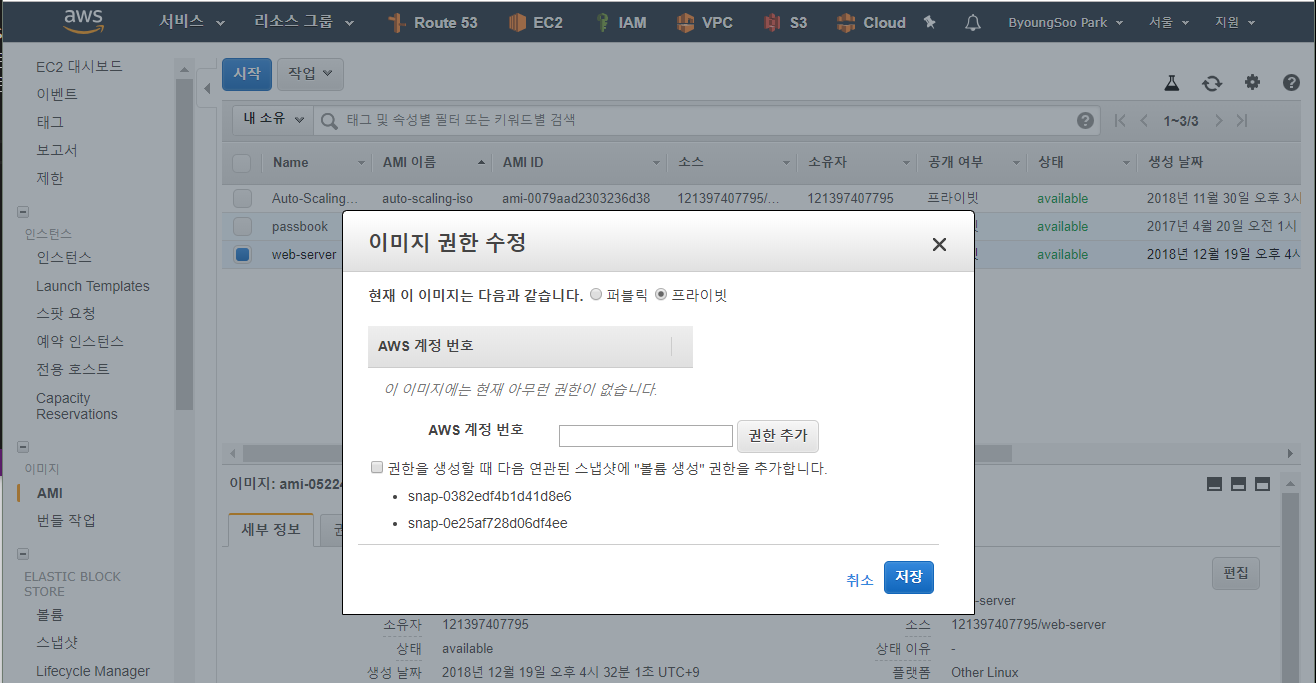 aws 서비스 리소스 그룹 Route 53 EC2 IAM VPC S3 Cloud ByoungSoo Park 서울 지원
EC2 대시보드
이벤트
태그
보고서
제한
인스턴스
인스턴스
Launch Templates
스팟 요청
예약 인스턴스
전용 호스트
Capacity
Reservations
이미지
AMI
번들 작업
ELASTIC BLOCK
STORE
볼륨
스냅샷
Lifecycle Manager
시작 작업
내 소유 태그 및 속성별 필터 또는 키워드별 검색 1~3/3
Name AMI 이름 AMI ID 소스 소유자 공개 여부 상태 생성 날짜
Auto-Scaling... auto-scaling-iso ami-0079aad2303236d38 121397407795/... 121397407795 프라이빗 available 2018년 11월 30일 오후 3시
passbook available 2017년 4월 20일 오전 1시
web-server available 2018년 12월 19일 오후 4시
이미지 권한 수정
현재 이 이미지는 다음과 같습니다. 퍼블릭 프라이빗
AWS 계정 번호
이 이미지에는 현재 아무런 권한이 없습니다.
AWS 계정 번호 권한 추가
권한을 생성할 때 다음 연관된 스냅샷에 "볼륨 생성" 권한을 추가합니다.
• snap-0382edf4b1d41d8e6
• snap-0e25af728d06df4ee
취소 저장
이미지: ami-0522
세부 정보
편집
-server
소유자 121397407795 소스 121397407795/web-server
상태 available 상태 이유 -
생성 날짜 2018년 12월 19일 오후 4시 32분 1초 UTC+9 플랫폼 Other Linux